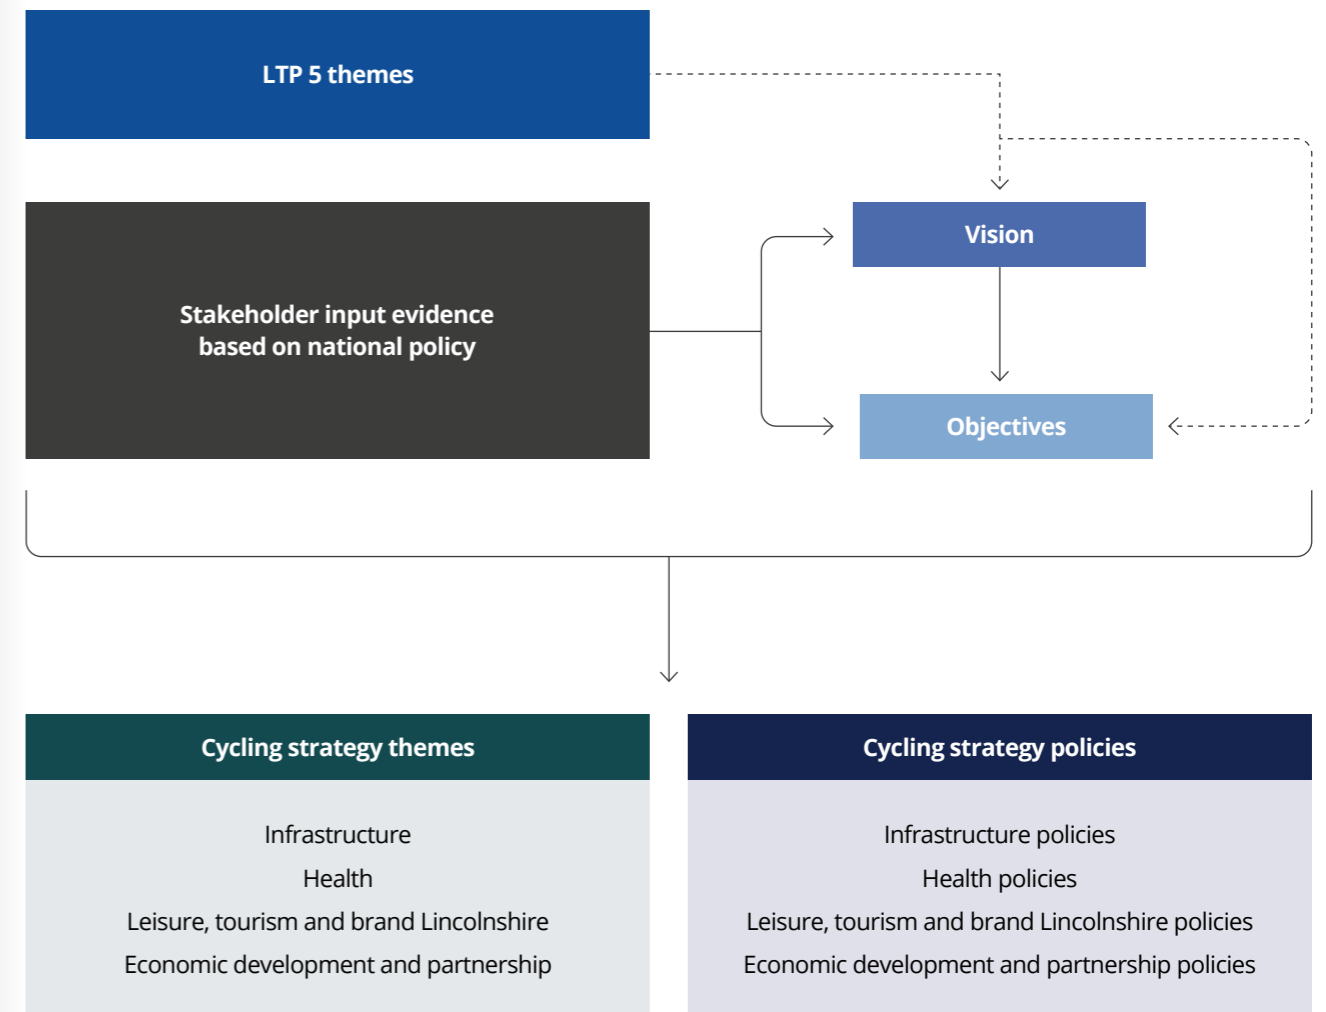 LTP 5 themes
Stakeholder input evidence
based on national policy
Vision
Objectives
Cycling strategy themes
Infrastructure
Health
Leisure, tourism and brand Lincolnshire
Economic development and partnership
Cycling strategy policies
Infrastructure policies
Health policies
Leisure, tourism and brand Lincolnshire policies
Economic development and partnership policies